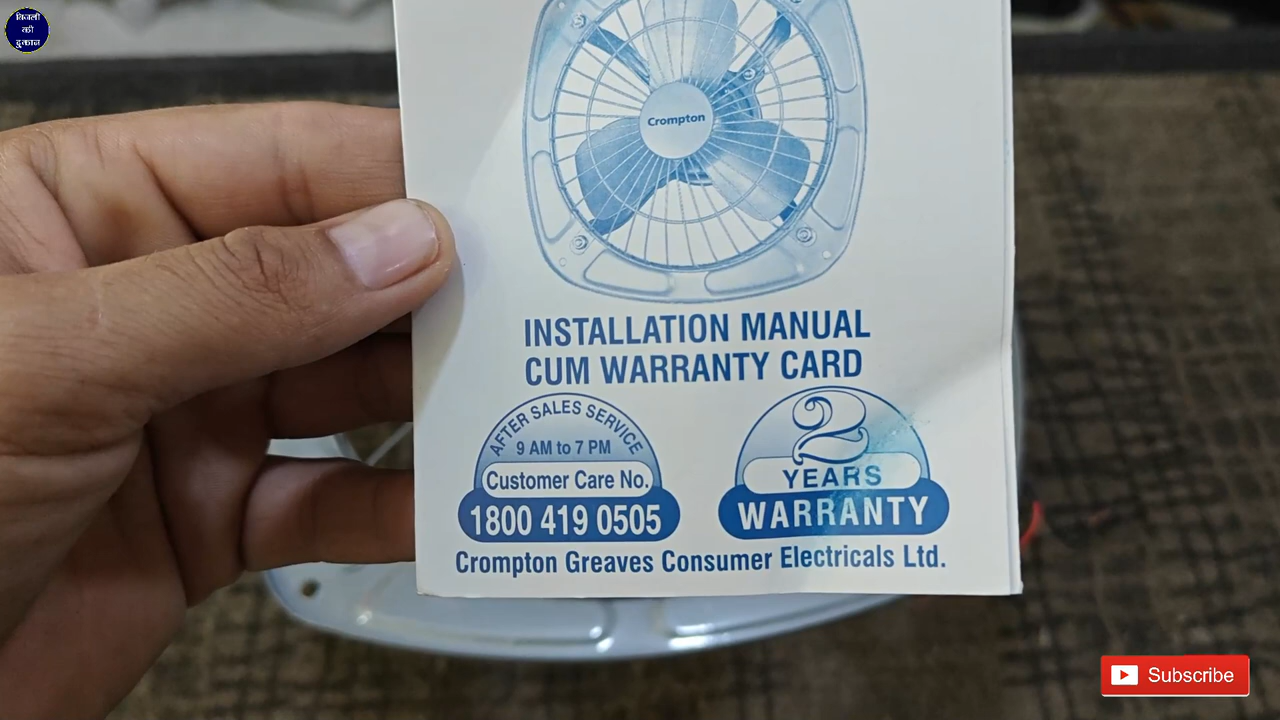 बिजली
की
दुकान
Crompton
INSTALLATION MANUAL
CUM WARRANTY CARD
AFTER SALES SERVICE
9 AM to 7 PM
Customer Care No.
1800 419 0505
2
YEARS
WARRANTY
Crompton Greaves Consumer Electricals Ltd.
Subscribe